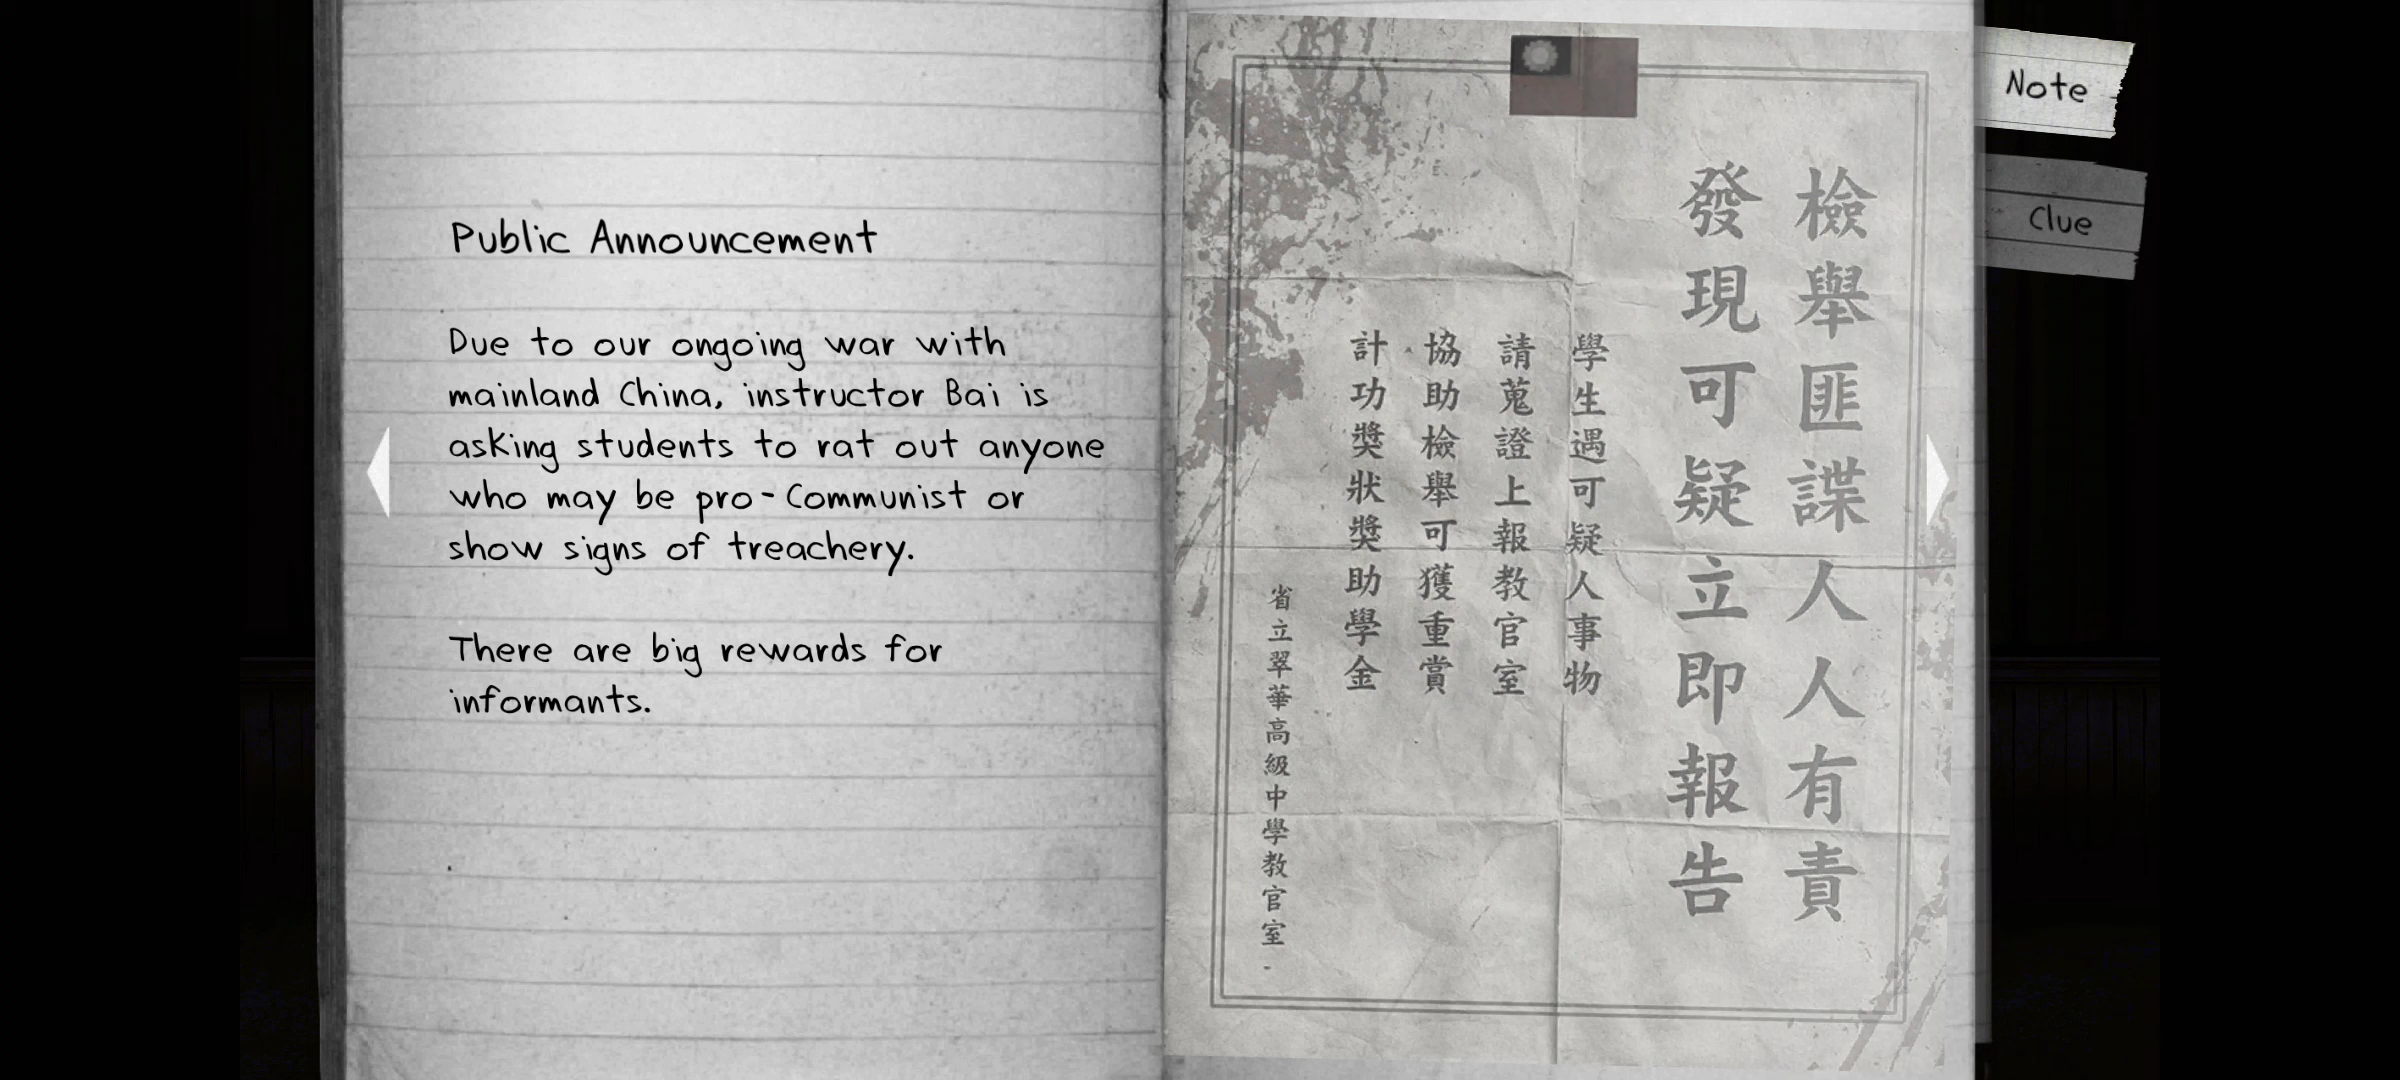 Public Announcement
Due to our ongoing war with
mainland China, instructor Bai is
asking students to rat out anyone
who may be pro-Communist or
show signs of treachery.
There are big rewards for
informants.
檢舉匪諜人人有責
發現可疑立即報告
學生遇可疑人事物
請蒐證上報教官室
協助檢舉可獲重賞
計功獎狀獎助學金
省立翠華高級中學教官室
Note
Clue